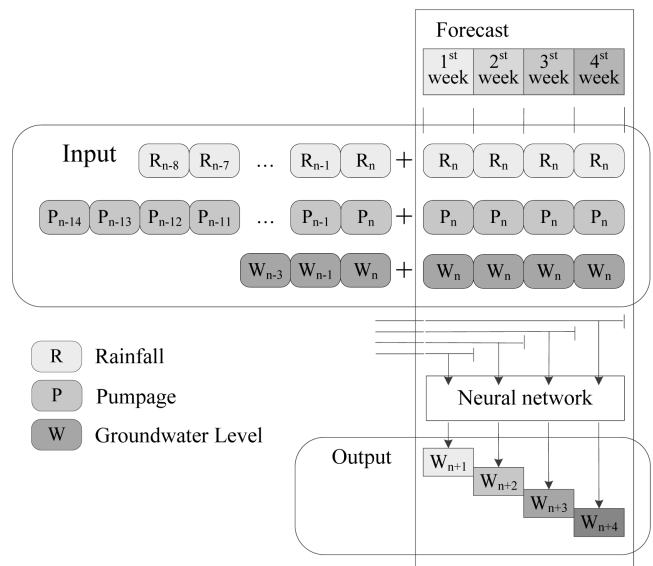 Forecast
1st week 2nd week 3st week 4st week
Input
Rn-8 Rn-7 ... Rn-1 Rn + Rn Rn Rn Rn
Pn-14 Pn-13 Pn-12 Pn-11 ... Pn-1 Pn + Pn Pn Pn Pn
Wn-3 Wn-1 Wn + Wn Wn Wn Wn
R Rainfall
P Pumpage
W Groundwater Level
Neural network
Output
Wn+1
Wn+2
Wn+3
Wn+4